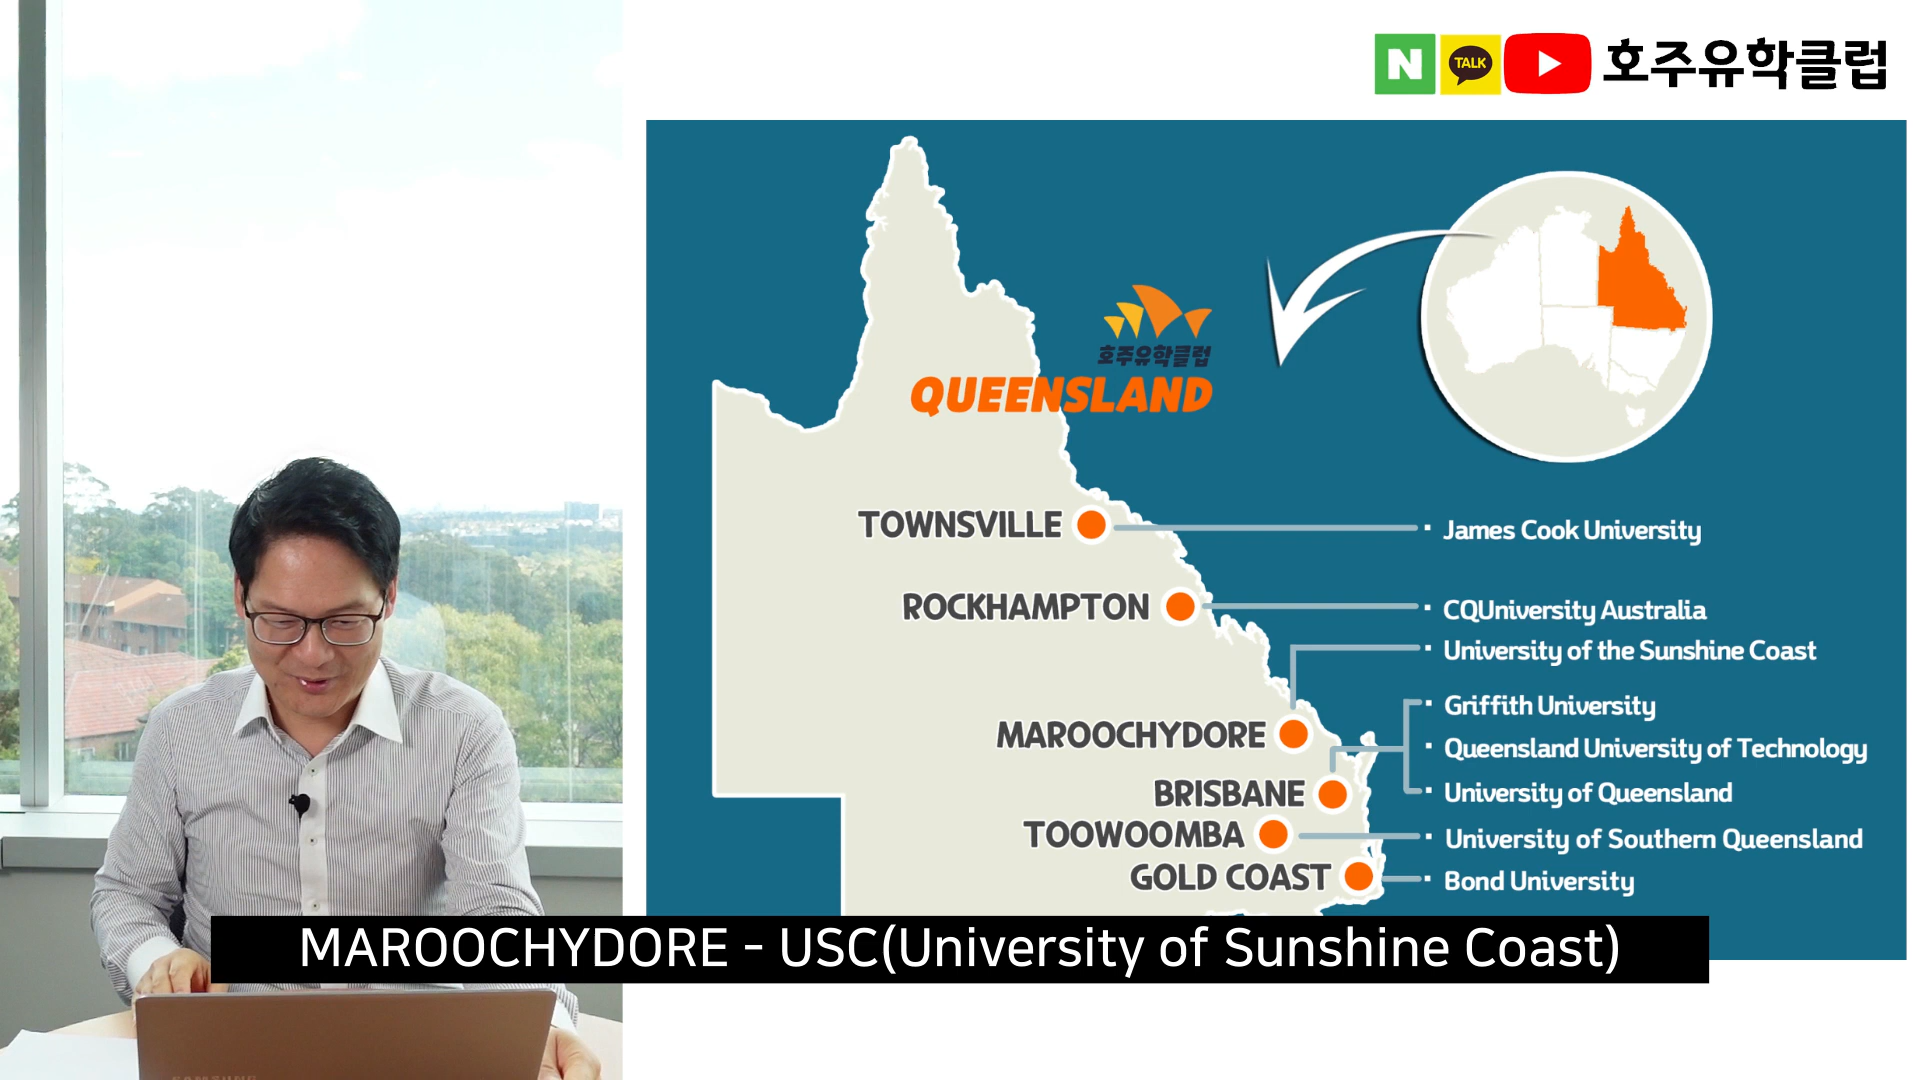 N TALK 호주유학클럽
호주유학클럽
QUEENSLAND
TOWNSVILLE
· James Cook University
ROCKHAMPTON
· CQUniversity Australia
· University of the Sunshine Coast
MAROOCHYDORE
· Griffith University
· Queensland University of Technology
· University of Queensland
BRISBANE
TOOWOOMBA
· University of Southern Queensland
GOLD COAST
· Bond University
MAROOCHYDORE - USC(University of Sunshine Coast)
SAMSUNG